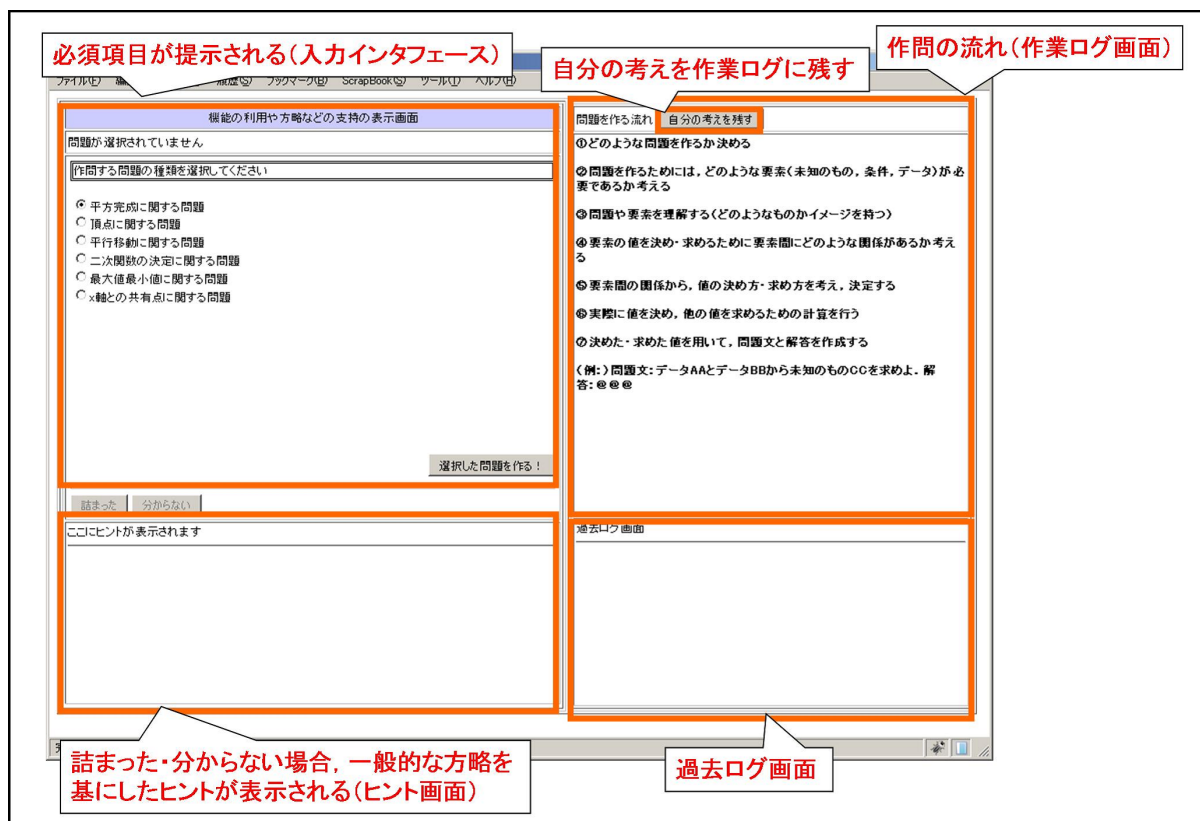 必須項目が提示される(入力インタフェース)
自分の考えを作業ログに残す
作問の流れ(作業ログ画面)
ファイル(F) 履歴(S) ブックマーク(B) ScrapBook(S) ツール(T) ヘルプ(H)
機能の利用や方略などの支持の表示画面
問題が選択されていません
作問する問題の種類を選択してください
平方完成に関する問題
頂点に関する問題
平行移動に関する問題
二次関数の決定に関する問題
最大値最小値に関する問題
x軸との共有点に関する問題
選択した問題を作る!
詰まった 分からない
ここにヒントが表示されます
問題を作る流れ 自分の考えを残す
①どのような問題を作るか決める
②問題を作るためには,どのような要素(未知のもの,条件,データ)が必
要であるか考える
③問題や要素を理解する(どのようなものかイメージを持つ)
④要素の値を決め・求めるために要素間にどのような関係があるか考え
る
⑤要素間の関係から,値の決め方・求め方を考え,決定する
⑥実際に値を決め,他の値を求めるための計算を行う
⑦決めた・求めた値を用いて,問題文と解答を作成する
(例:)問題文:データAAとデータBBから未知のものCCを求めよ.解
答:@@@
過去ログ画面
詰まった・分からない場合,一般的な方略を
基にしたヒントが表示される(ヒント画面)
過去ログ画面